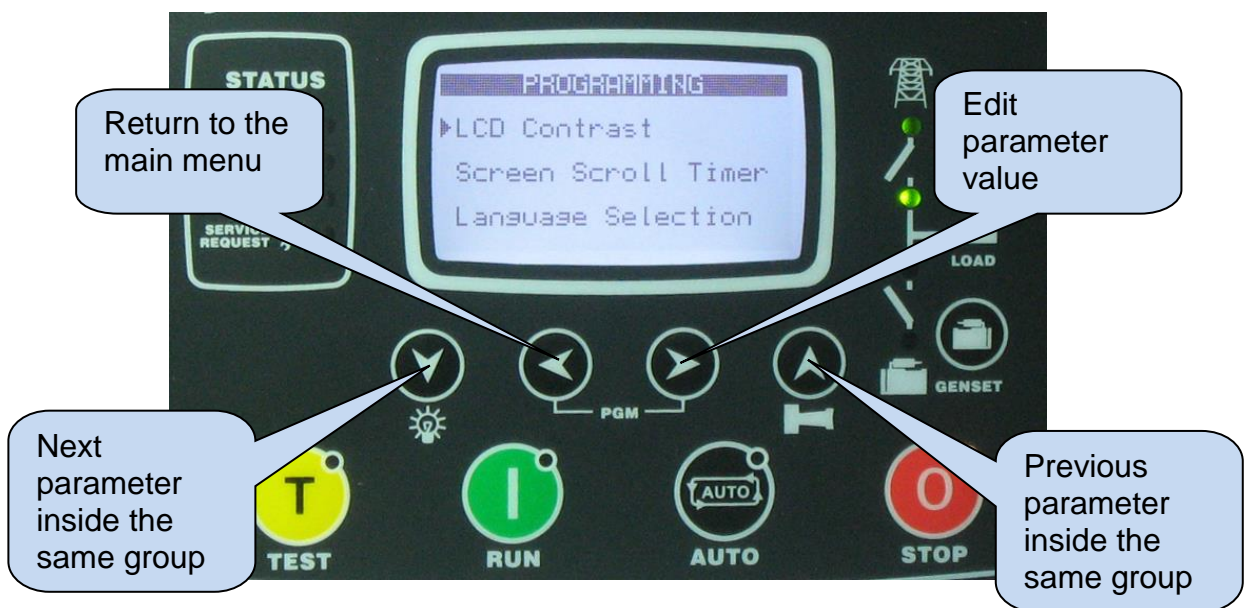 STATUS
PROGRAMMING
LCD Contrast
Screen Scroll Timer
Language Selection
Return to the
main menu
Edit
parameter
value
REQUEST
LOAD
GENSET
PGM
Next
parameter
inside the
same group
Previous
parameter
inside the
same group
T
TEST
I
RUN
AUTO
AUTO
O
STOP